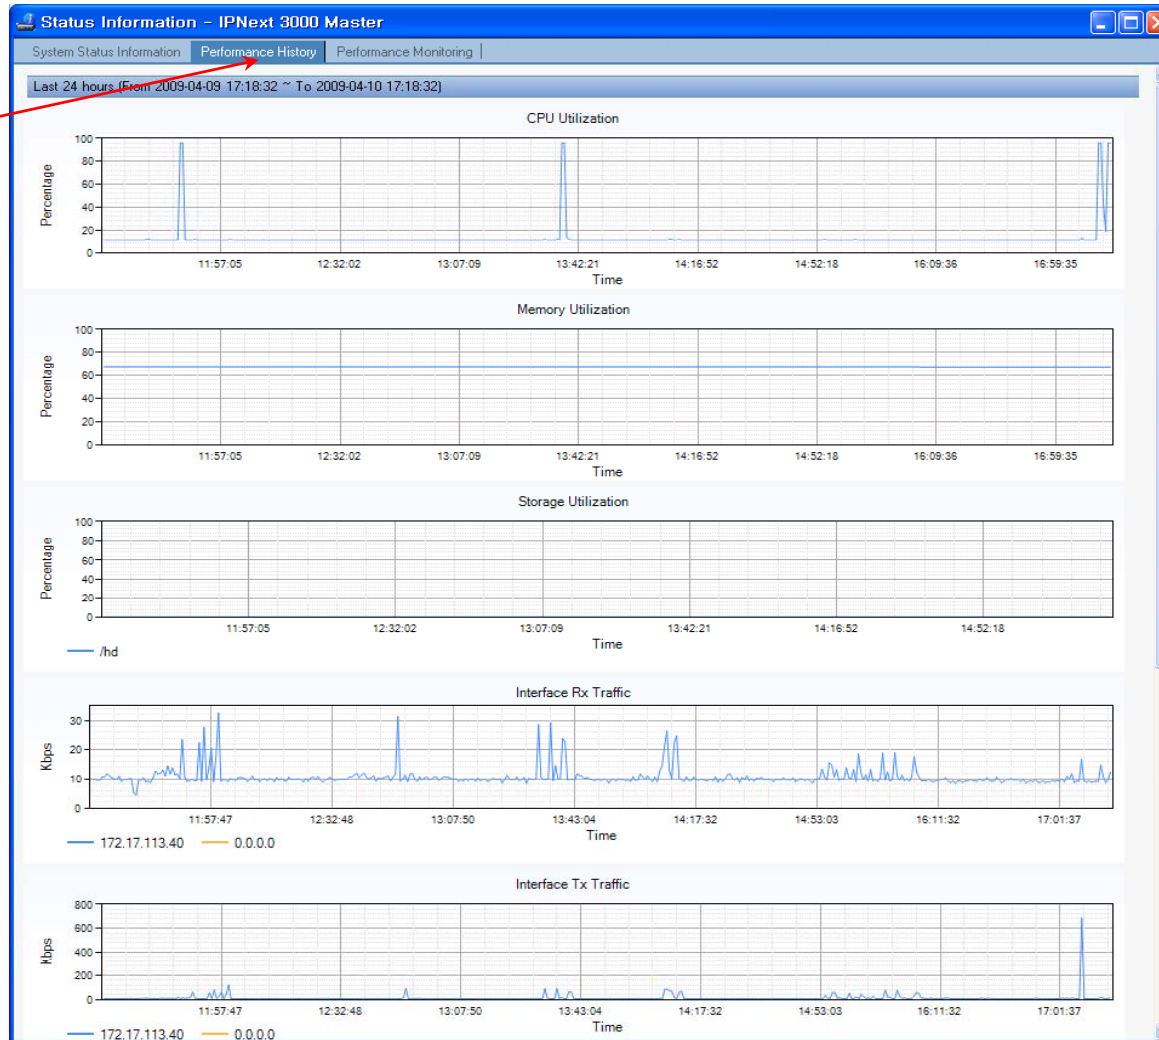 Status Information - IPNext 3000 Master
System Status Information Performance History Performance Monitoring
Last 24 hours (From 2009-04-09 17:18:32 ~ To 2009-04-10 17:18:32)
CPU Utilization
Percentage
100
80
60
40
20
0
11:57:05 12:32:02 13:07:09 13:42:21 14:16:52 14:52:18 16:09:36 16:59:35
Time
Memory Utilization
Percentage
100
80
60
40
20
0
11:57:05 12:32:02 13:07:09 13:42:21 14:16:52 14:52:18 16:09:36 16:59:35
Time
Storage Utilization
Percentage
100
80
60
40
20
0
11:57:05 12:32:02 13:07:09 13:42:21 14:16:52 14:52:18
Time
/hd
Interface Rx Traffic
Kbps
30
20
10
0
11:57:47 12:32:48 13:07:50 13:43:04 14:17:32 14:53:03 16:11:32 17:01:37
Time
172.17.113.40 0.0.0.0
Interface Tx Traffic
Kbps
800
600
400
200
0
11:57:47 12:32:48 13:07:50 13:43:04 14:17:32 14:53:03 16:11:32 17:01:37
Time
172.17.113.40 0.0.0.0